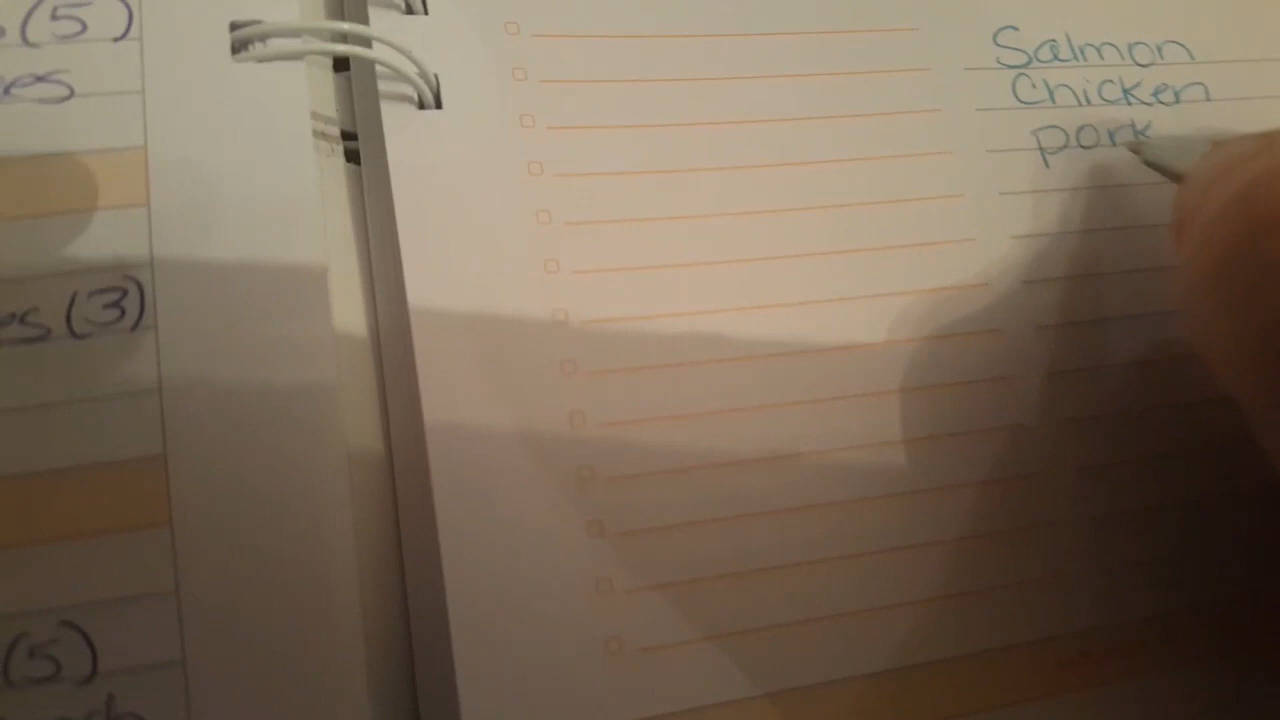 (5)
es
es (3)
(5)
Salmon
Chicken
pork